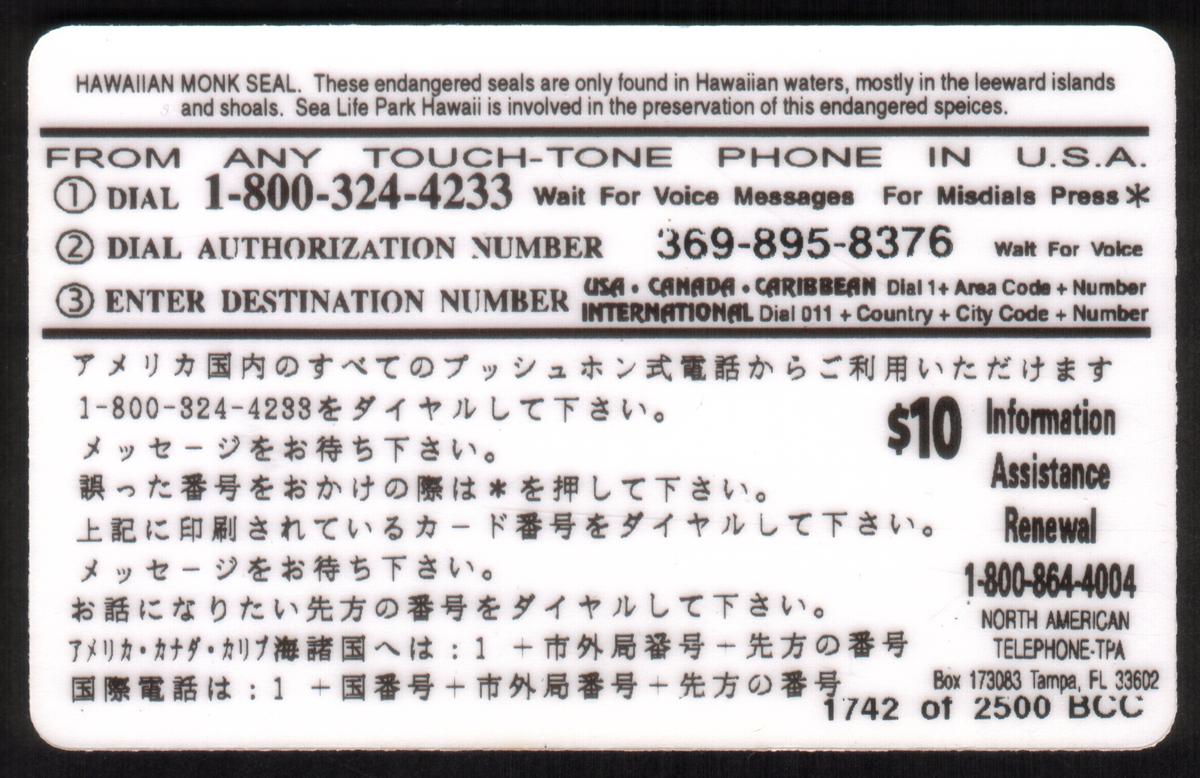 HAWAIIAN MONK SEAL. These endangered seals are only found in Hawaiian waters, mostly in the leeward islands
and shoals. Sea Life Park Hawaii is involved in the preservation of this endangered speices.
FROM ANY TOUCH-TONE PHONE IN U.S.A.
① DIAL 1-800-324-4233 Wait For Voice Messages For Misdials Press *
② DIAL AUTHORIZATION NUMBER 369-895-8376 Wait For Voice
③ ENTER DESTINATION NUMBER USA • CANADA • CARIBBEAN Dial 1+ Area Code + Number
INTERNATIONAL Dial 011 + Country + City Code + Number
アメリカ国内のすべてのプッシュホン式電話からご利用いただけます
1-800-324-4233をダイヤルして下さい。
メッセージをお待ち下さい。
誤った番号をおかけの際は*を押して下さい。
上記に印刷されているカード番号をダイヤルして下さい。
メッセージをお待ち下さい。
お話になりたい先方の番号をダイヤルして下さい。
アメリカ・カナダ・カリブ海諸国へは:1 +市外局番号+先方の番号
国際電話は:1 +国番号+市外局番号+先方の番号
$10 Information
Assistance
Renewal
1-800-864-4004
NORTH AMERICAN
TELEPHONE-TPA
Box 173083 Tampa, FL 33602
1742 of 2500 BCC